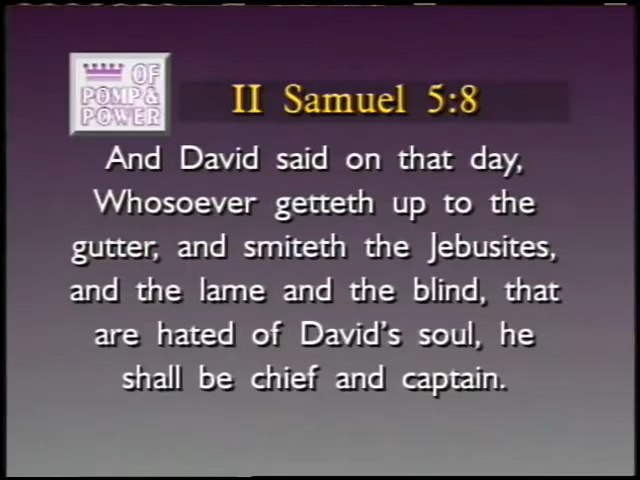 OF
POMP &
POWER
II Samuel 5:8
And David said on that day,
Whosoever getteth up to the
gutter, and smiteth the Jebusites,
and the lame and the blind, that
are hated of David's soul, he
shall be chief and captain.